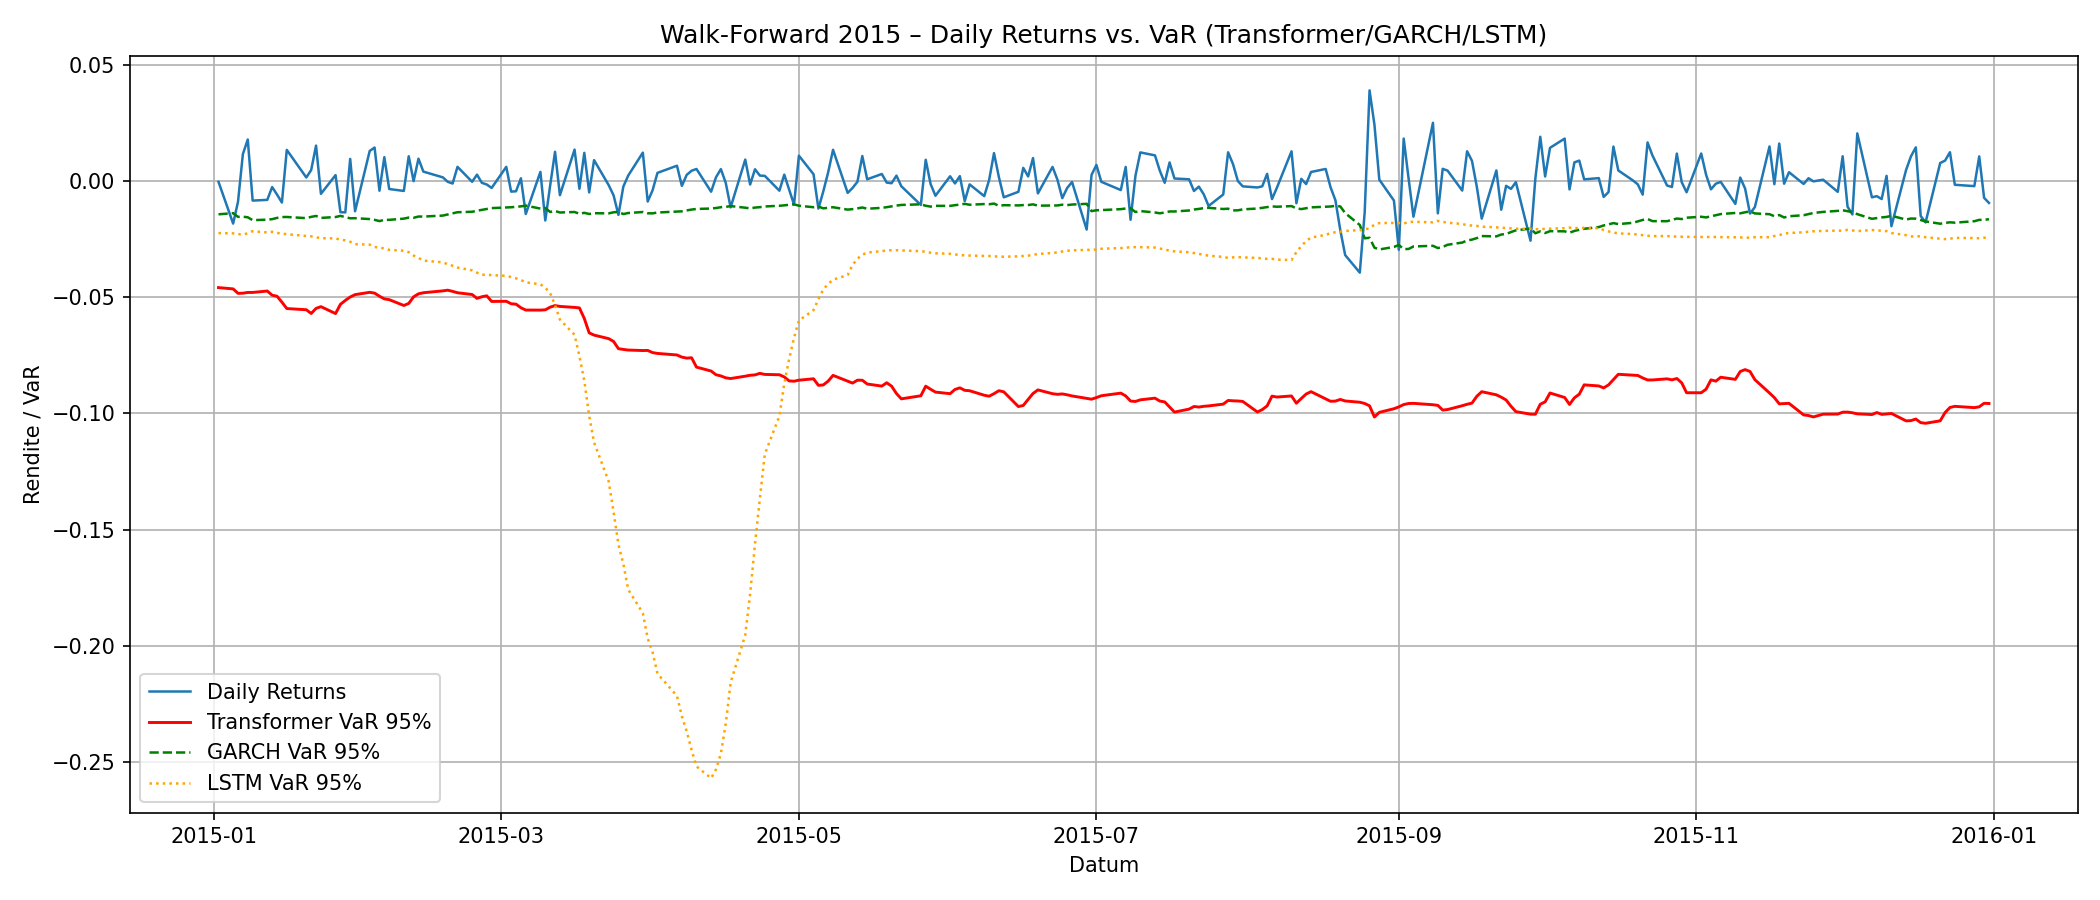 Walk-Forward 2015 – Daily Returns vs. VaR (Transformer/GARCH/LSTM)
Rendite / VaR
0.05
0.00
−0.05
−0.10
−0.15
−0.20
−0.25
Daily Returns
Transformer VaR 95%
GARCH VaR 95%
LSTM VaR 95%
2015-01 2015-03 2015-05 2015-07 2015-09 2015-11 2016-01
Datum